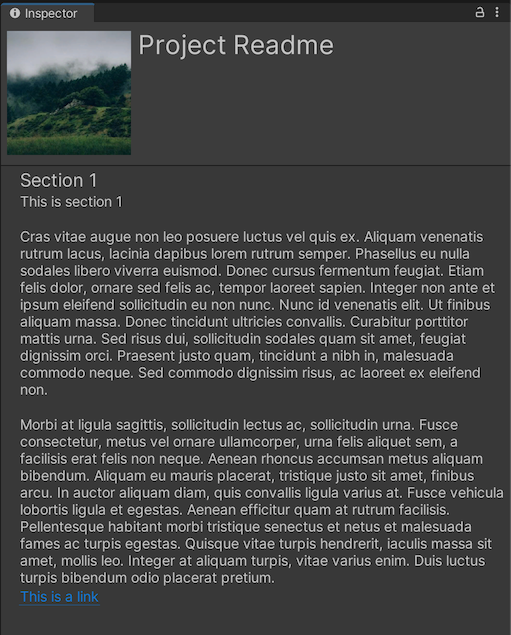 Inspector
Project Readme
Section 1
This is section 1
Cras vitae augue non leo posuere luctus vel quis ex. Aliquam venenatis
rutrum lacus, lacinia dapibus lorem rutrum semper. Phasellus eu nulla
sodales libero viverra euismod. Donec cursus fermentum feugiat. Etiam
felis dolor, ornare sed felis ac, tempor laoreet sapien. Integer non ante et
ipsum eleifend sollicitudin eu non nunc. Nunc id venenatis elit. Ut finibus
aliquam massa. Donec tincidunt ultricies convallis. Curabitur porttitor
mattis urna. Sed risus dui, sollicitudin sodales quam sit amet, feugiat
dignissim orci. Praesent justo quam, tincidunt a nibh in, malesuada
commodo neque. Sed commodo dignissim risus, ac laoreet ex eleifend
non.
Morbi at ligula sagittis, sollicitudin lectus ac, sollicitudin urna. Fusce
consectetur, metus vel ornare ullamcorper, urna felis aliquet sem, a
facilisis erat felis non neque. Aenean rhoncus accumsan metus aliquam
bibendum. Aliquam eu mauris placerat, tristique justo sit amet, finibus
arcu. In auctor aliquam diam, quis convallis ligula varius at. Fusce vehicula
lobortis ligula et egestas. Aenean efficitur quam at rutrum facilisis.
Pellentesque habitant morbi tristique senectus et netus et malesuada
fames ac turpis egestas. Quisque vitae turpis hendrerit, iaculis massa sit
amet, mollis leo. Integer at aliquam turpis, vitae varius enim. Duis luctus
turpis bibendum odio placerat pretium.
This is a link